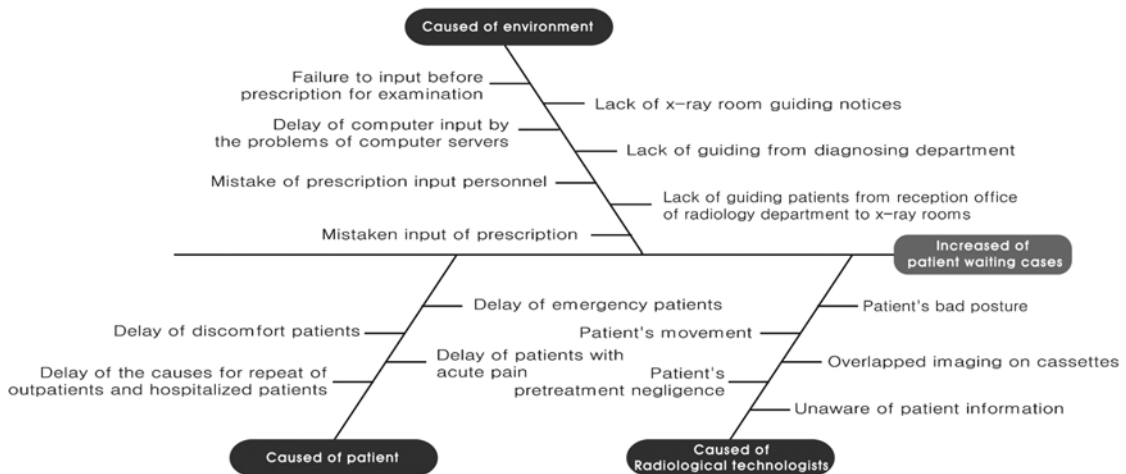 Caused of environment
Failure to input before
prescription for examination
Lack of x-ray room guiding notices
Delay of computer input by
the problems of computer servers
Lack of guiding from diagnosing department
Mistake of prescription input personnel
Lack of guiding patients from reception office
of radiology department to x-ray rooms
Mistaken input of prescription
Increased of
patient waiting cases
Delay of emergency patients
Patient's bad posture
Delay of discomfort patients
Patient's movement
Delay of patients with
acute pain
Overlapped imaging on cassettes
Delay of the causes for repeat of
outpatients and hospitalized patients
Patient's
pretreatment negligence
Unaware of patient information
Caused of patient
Caused of
Radiological technologists